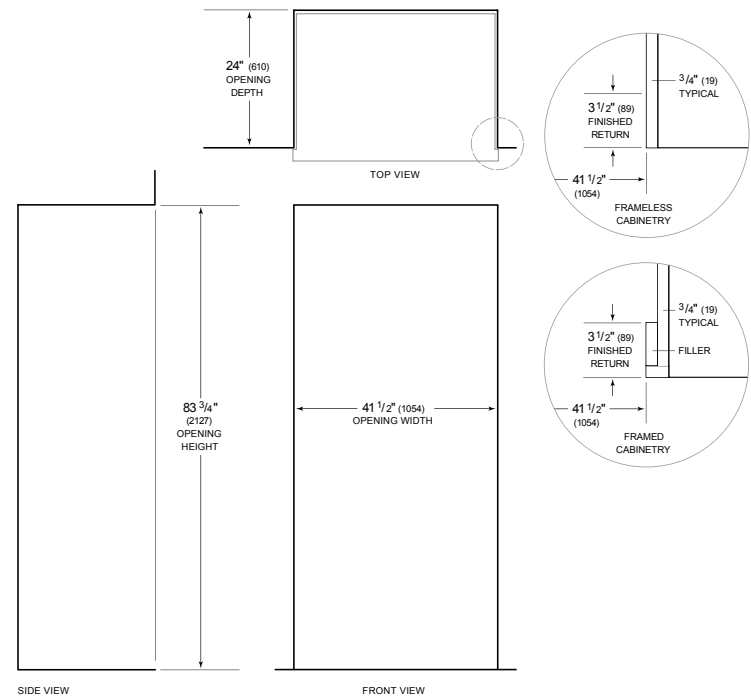 24" (610)
OPENING
DEPTH
TOP VIEW
3/4" (19)
TYPICAL
3 1/2" (89)
FINISHED
RETURN
41 1/2"
(1054)
FRAMELESS
CABINETRY
3/4" (19)
TYPICAL
3 1/2" (89)
FINISHED
RETURN
FILLER
41 1/2"
(1054)
FRAMED
CABINETRY
83 3/4"
(2127)
OPENING
HEIGHT
41 1/2" (1054)
OPENING WIDTH
SIDE VIEW
FRONT VIEW